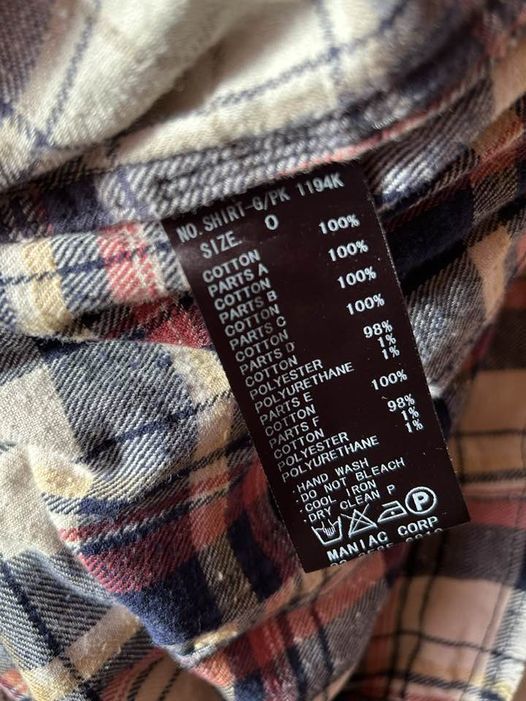 NO. SHIRT-G/PK 1194K
SIZE. O
COTTON 100%
PARTS A
COTTON 100%
PARTS B
COTTON 100%
PARTS C
COTTON 100%
PARTS D
COTTON 98%
POLYESTER 1%
POLYURETHANE 1%
PARTS E
COTTON 100%
PARTS F
COTTON 98%
POLYESTER 1%
POLYURETHANE 1%
.HAND WASH
.DO NOT BLEACH
.COOL IRON
.DRY CLEAN P
P
MANIAC CORP